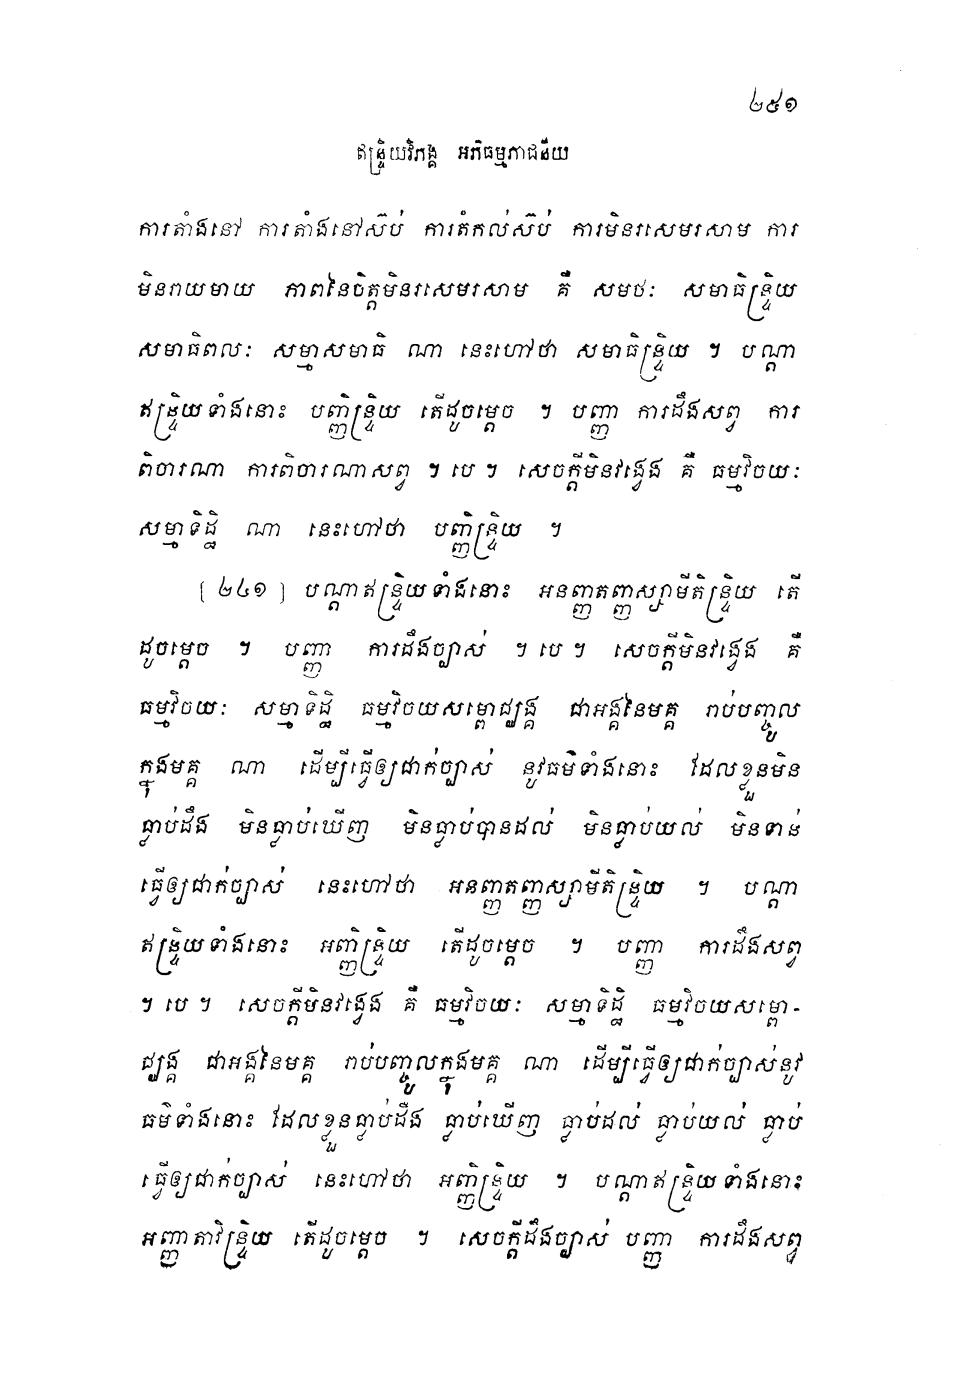 ២៥១
ឥន្ទ្រិយវិភង្គ អភិធម្មភាជនីយ
ការតាំងនៅ ការតាំងនៅស៊ប់ ការតំកល់ស៊ប់ ការមិនរសេមរសាម ការ
មិនរាយមាយ ភាពនៃចិត្តមិនរសេមរសាម គឺ សមថៈ សមាធិន្ទ្រិយ
សមាធិពលៈ សម្មាសមាធិ ណា នេះហៅថា សមាធិន្ទ្រិយ ។ បណ្តា
ឥន្ទ្រិយទាំងនោះ បញ្ញិន្ទ្រិយ តើដូចម្តេច ។ បញ្ញា ការដឹងសព្វ ការ
ពិចារណា ការពិចារណាសព្វ ។ បេ ។ សេចក្តីមិនវង្វេង គឺ ធម្មវិចយៈ
សម្មាទិដ្ឋិ ណា នេះហៅថា បញ្ញិន្ទ្រិយ ។
[ ២៤១ ] បណ្តាឥន្ទ្រិយទាំងនោះ អនញ្ញតញ្ញស្សាមីតិន្ទ្រិយ តើ
ដូចម្តេច ។ បញ្ញា ការដឹងច្បាស់ ។ បេ ។ សេចក្តីមិនវង្វេង គឺ
ធម្មវិចយៈ សម្មាទិដ្ឋិ ធម្មវិចយសម្ពោជ្ឈង្គ ជាអង្គនៃមគ្គ រាប់បញ្ចូល
ក្នុងមគ្គ ណា ដើម្បីធ្វើឲ្យជាក់ច្បាស់ នូវធម៌ទាំងនោះ ដែលខ្លួនមិន
ធ្លាប់ដឹង មិនធ្លាប់ឃើញ មិនធ្លាប់បានដល់ មិនធ្លាប់យល់ មិនទាន់
ធ្វើឲ្យជាក់ច្បាស់ នេះហៅថា អនញ្ញតញ្ញស្សាមីតិន្ទ្រិយ ។ បណ្តា
ឥន្ទ្រិយទាំងនោះ អញ្ញិន្ទ្រិយ តើដូចម្តេច ។ បញ្ញា ការដឹងសព្វ
។ បេ ។ សេចក្តីមិនវង្វេង គឺ ធម្មវិចយៈ សម្មាទិដ្ឋិ ធម្មវិចយសម្ពោ-
ជ្ឈង្គ ជាអង្គនៃមគ្គ រាប់បញ្ចូលក្នុងមគ្គ ណា ដើម្បីធ្វើឲ្យជាក់ច្បាស់នូវ
ធម៌ទាំងនោះ ដែលខ្លួនធ្លាប់ដឹង ធ្លាប់ឃើញ ធ្លាប់ដល់ ធ្លាប់យល់ ធ្លាប់
ធ្វើឲ្យជាក់ច្បាស់ នេះហៅថា អញ្ញិន្ទ្រិយ ។ បណ្តាឥន្ទ្រិយទាំងនោះ
អញ្ញាតាវិន្ទ្រិយ តើដូចម្តេច ។ សេចក្តីដឹងច្បាស់ បញ្ញា ការដឹងសព្វ